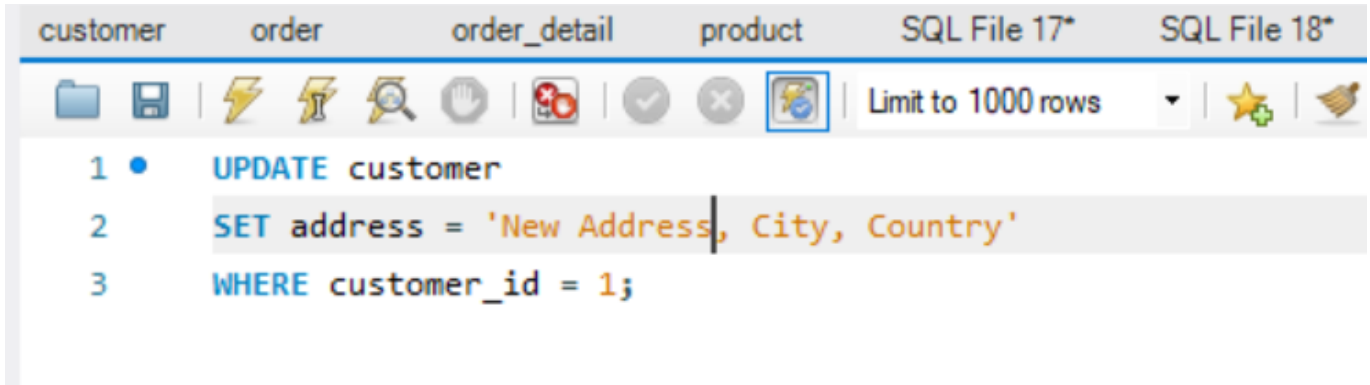 customer order order_detail product SQL File 17* SQL File 18*
Limit to 1000 rows
1 UPDATE customer
2 SET address = 'New Address, City, Country'
3 WHERE customer_id = 1;